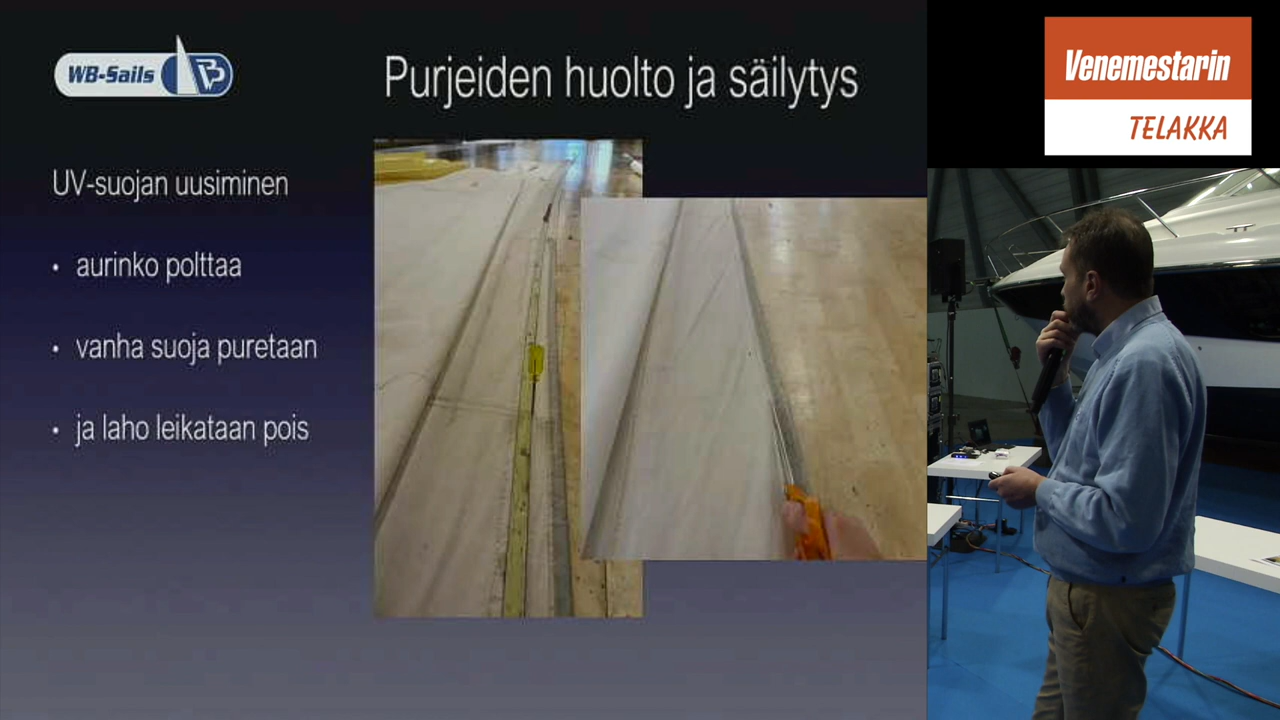 WB-Sails
Purjeiden huolto ja säilytys
UV-suojan uusiminen
• aurinko polttaa
• vanha suoja puretaan
• ja laho leikataan pois
Venemestarin
TELAKKA